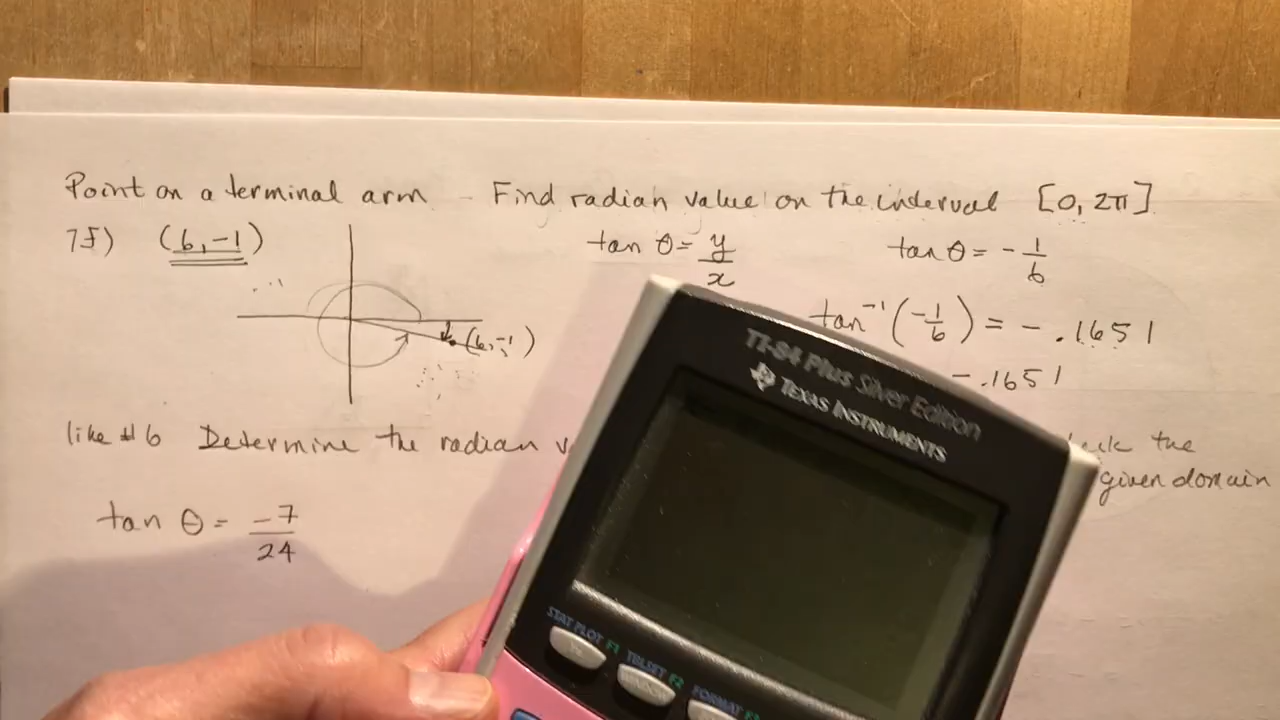 Point on a terminal arm - Find radian value on the interval [0, 2π]
7f) (6,-1)
tan θ = y/x
tan θ = -1/6
(6,-1)
tan⁻¹(-1/6) = -.1651
-.1651
like #6 Determine the radian
the
given domain
tan θ = -7/24
TI-84 Plus Silver Edition
TEXAS INSTRUMENTS
STAT PLOT F1
TBLSET F2
FORMAT F3